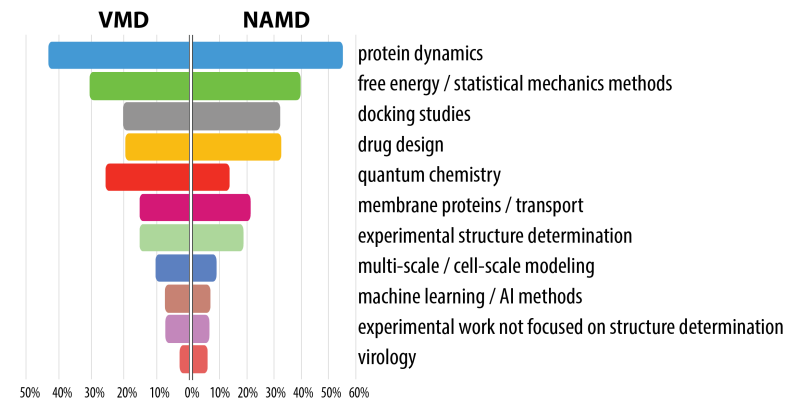 VMD NAMD
protein dynamics
free energy / statistical mechanics methods
docking studies
drug design
quantum chemistry
membrane proteins / transport
experimental structure determination
multi-scale / cell-scale modeling
machine learning / AI methods
experimental work not focused on structure determination
virology
50% 40% 30% 20% 10% 0% 10% 20% 30% 40% 50% 60%